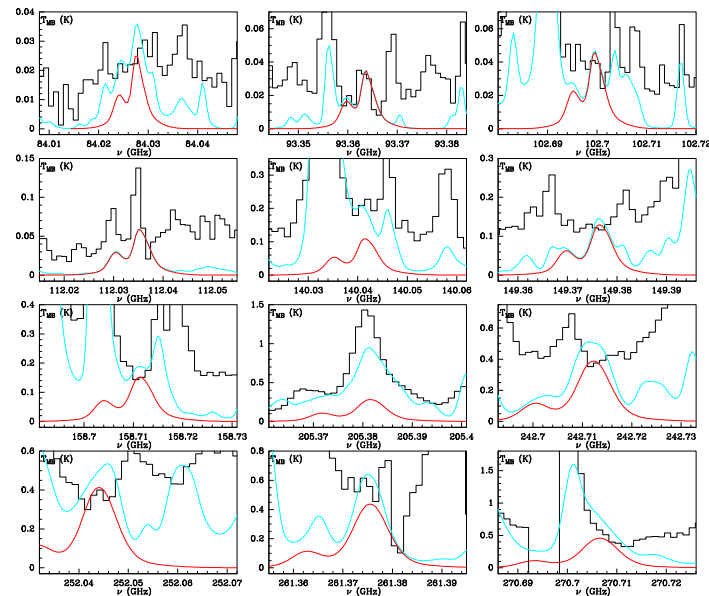 0.04
T_MB (K)
0.03
0.02
0.01
0
84.01 84.02 84.03 84.04
ν (GHz)
T_MB (K)
0.06
0.04
0.02
0
93.35 93.36 93.37 93.38
ν (GHz)
T_MB (K)
0.06
0.04
0.02
0
102.69 102.7 102.71 102.72
ν (GHz)
0.15
T_MB (K)
0.1
0.05
0
112.02 112.03 112.04 112.05
ν (GHz)
T_MB (K)
0.3
0.2
0.1
0
140.03 140.04 140.05 140.06
ν (GHz)
0.3
T_MB (K)
0.2
0.1
0
149.36 149.37 149.38 149.39
ν (GHz)
0.4
T_MB (K)
0.3
0.2
0.1
0
158.7 158.71 158.72 158.73
ν (GHz)
1.5
T_MB (K)
1
0.5
0
205.37 205.38 205.39 205.4
ν (GHz)
T_MB (K)
0.6
0.4
0.2
0
242.7 242.71 242.72 242.73
ν (GHz)
0.6
T_MB (K)
0.4
0.2
0
252.04 252.05 252.06 252.07
ν (GHz)
0.8
T_MB (K)
0.6
0.4
0.2
0
261.36 261.37 261.38 261.39
ν (GHz)
T_MB (K)
1.5
1
0.5
0
270.69 270.7 270.71 270.72
ν (GHz)